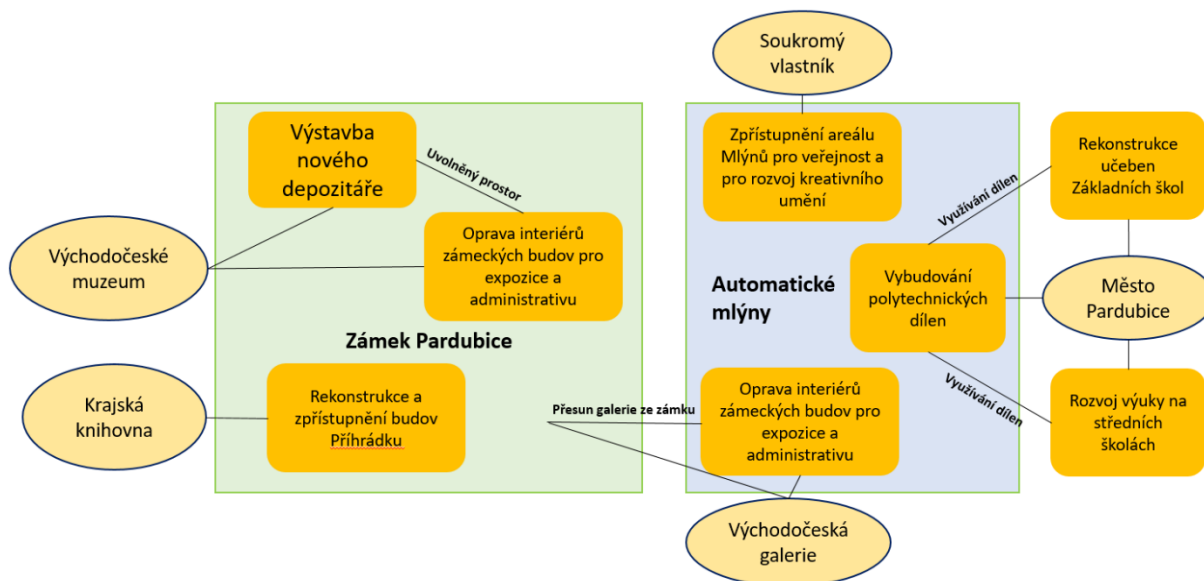 Soukromý
vlastník
Výstavba
nového
depozitáře
Uvolněný prostor
Zpřístupnění areálu
Mlýnů pro veřejnost a
pro rozvoj kreativního
umění
Rekonstrukce
učeben
Základních škol
Využívání dílen
Východočeské
muzeum
Oprava interiérů
zámeckých budov pro
expozice a
administrativu
Automatické
mlýny
Vybudování
polytechnických
dílen
Město
Pardubice
Zámek Pardubice
Krajská
knihovna
Rekonstrukce a
zpřístupnění budov
Příhrádku
Přesun galerie ze zámku
Oprava interiérů
zámeckých budov pro
expozice a
administrativu
Využívání dílen
Rozvoj výuky na
středních
školách
Východočeská
galerie